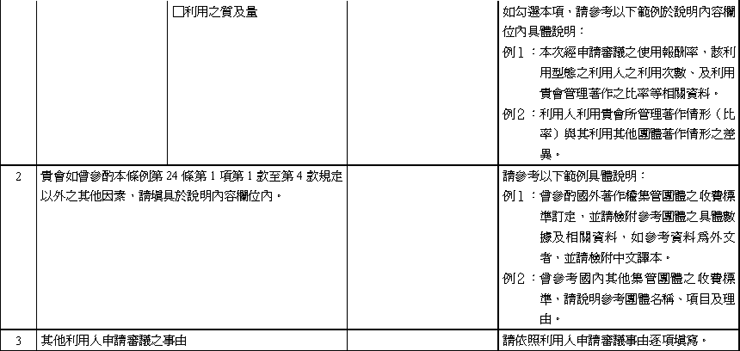 □利用之質及量
如勾選本項，請參考以下範例於說明內容欄
位內具體說明：
例1：本次經申請審議之使用報酬率，該利
用型態之利用人之利用次數、及利用
貴會管理著作之比率等相關資料。
例2：利用人利用貴會所管理著作情形（比
率）與其利用其他團體著作情形之差
異。
2
貴會如曾參酌本條例第 24 條第 1 項第 1 款至第 4 款規定
以外之其他因素，請填具於說明內容欄位內。
請參考以下範例具體說明：
例1：曾參酌國外著作權集管團體之收費標
準訂定，並請檢附參考團體之具體數
據及相關資料，如參考資料為外文
者，並請檢附中文譯本。
例2：曾參考國內其他集管團體之收費標
準，請說明參考團體名稱、項目及理
由。
3
其他利用人申請審議之事由
請依照利用人申請審議事由逐項填寫。